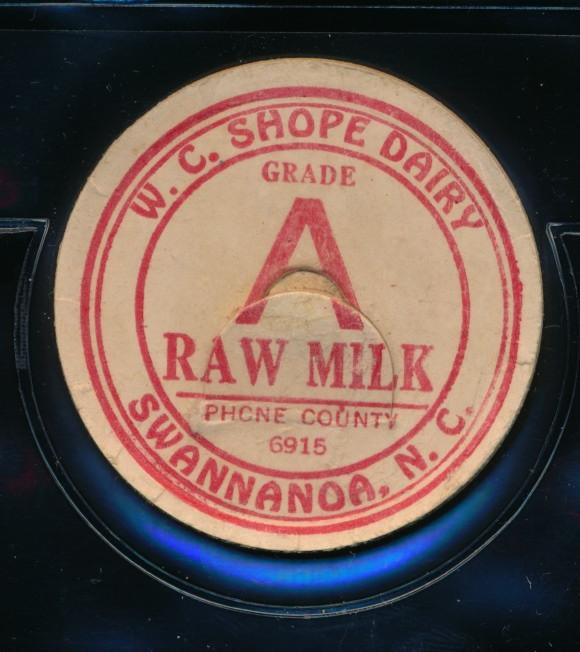 W. C. SHOPE DAIRY
GRADE
A
RAW MILK
PHONE COUNTY
6915
SWANNANOA, N. C.